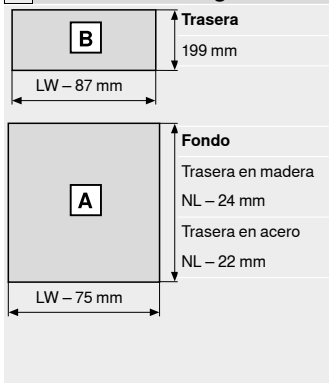 B
Trasera
199 mm
LW – 87 mm
A
Fondo
Trasera en madera
NL – 24 mm
Trasera en acero
NL – 22 mm
LW – 75 mm